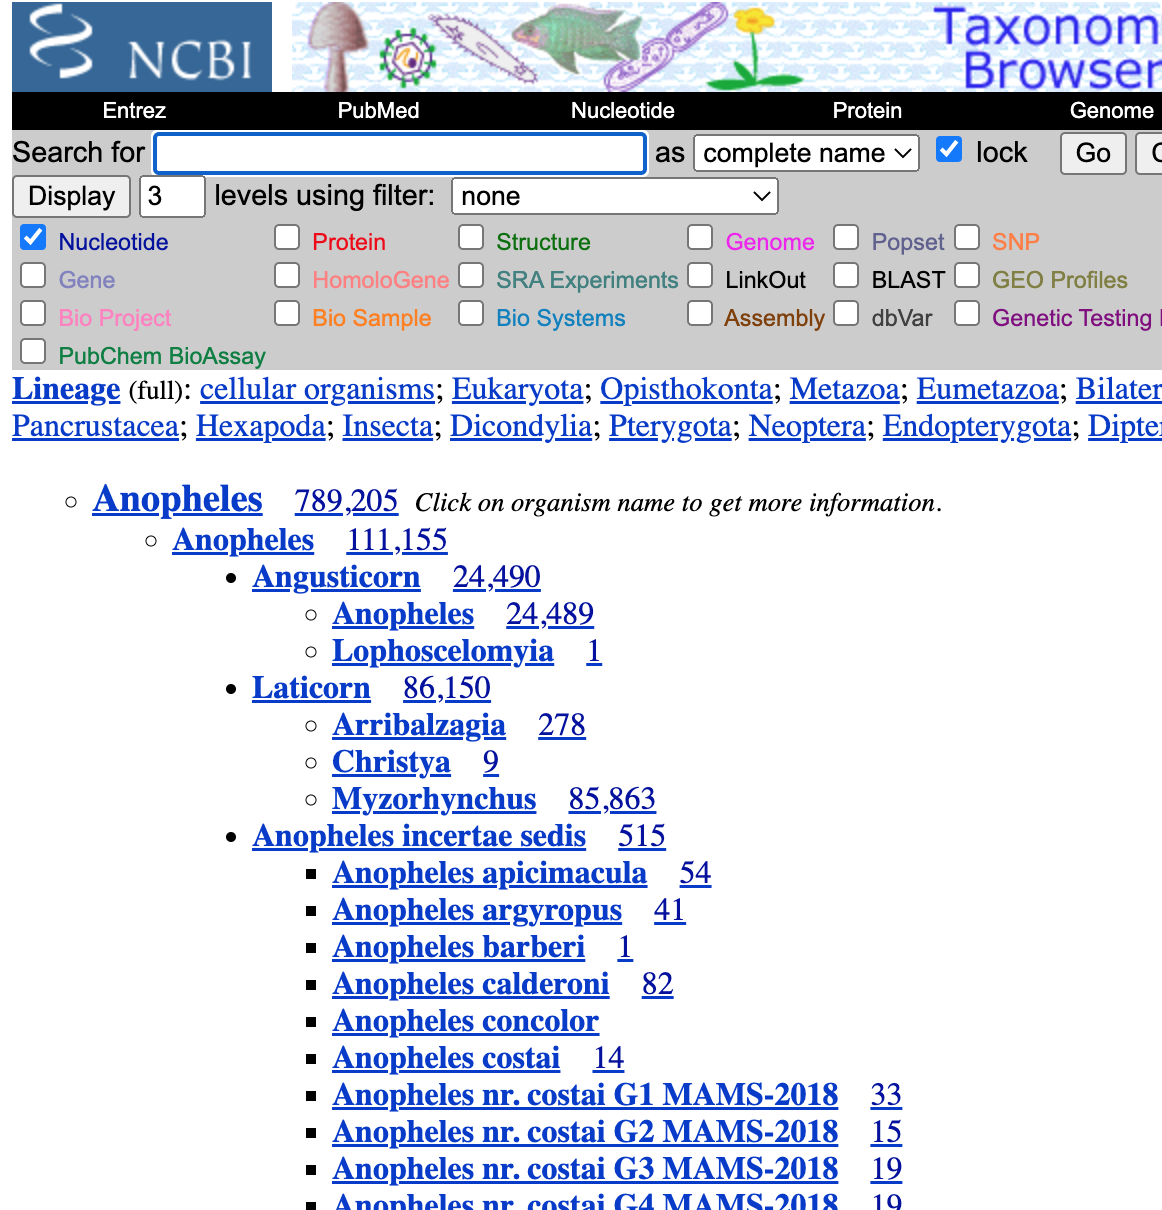 NCBI
Taxonom
Browser
Entrez PubMed Nucleotide Protein Genome
Search for as complete name lock Go
Display 3 levels using filter: none
Nucleotide Protein Structure Genome Popset SNP
Gene HomoloGene SRA Experiments LinkOut BLAST GEO Profiles
Bio Project Bio Sample Bio Systems Assembly dbVar Genetic Testing
PubChem BioAssay
Lineage (full): cellular organisms; Eukaryota; Opisthokonta; Metazoa; Eumetazoa; Bilater
Pancrustacea; Hexapoda; Insecta; Dicondylia; Pterygota; Neoptera; Endopterygota; Dipter
Anopheles 789,205 Click on organism name to get more information.
Anopheles 111,155
Angusticorn 24,490
Anopheles 24,489
Lophoscelomyia 1
Laticorn 86,150
Arribalzagia 278
Christya 9
Myzorhynchus 85,863
Anopheles incertae sedis 515
Anopheles apicimacula 54
Anopheles argyropus 41
Anopheles barberi 1
Anopheles calderoni 82
Anopheles concolor
Anopheles costai 14
Anopheles nr. costai G1 MAMS-2018 33
Anopheles nr. costai G2 MAMS-2018 15
Anopheles nr. costai G3 MAMS-2018 19
Anopheles nr. costai G4 MAMS-2018 19